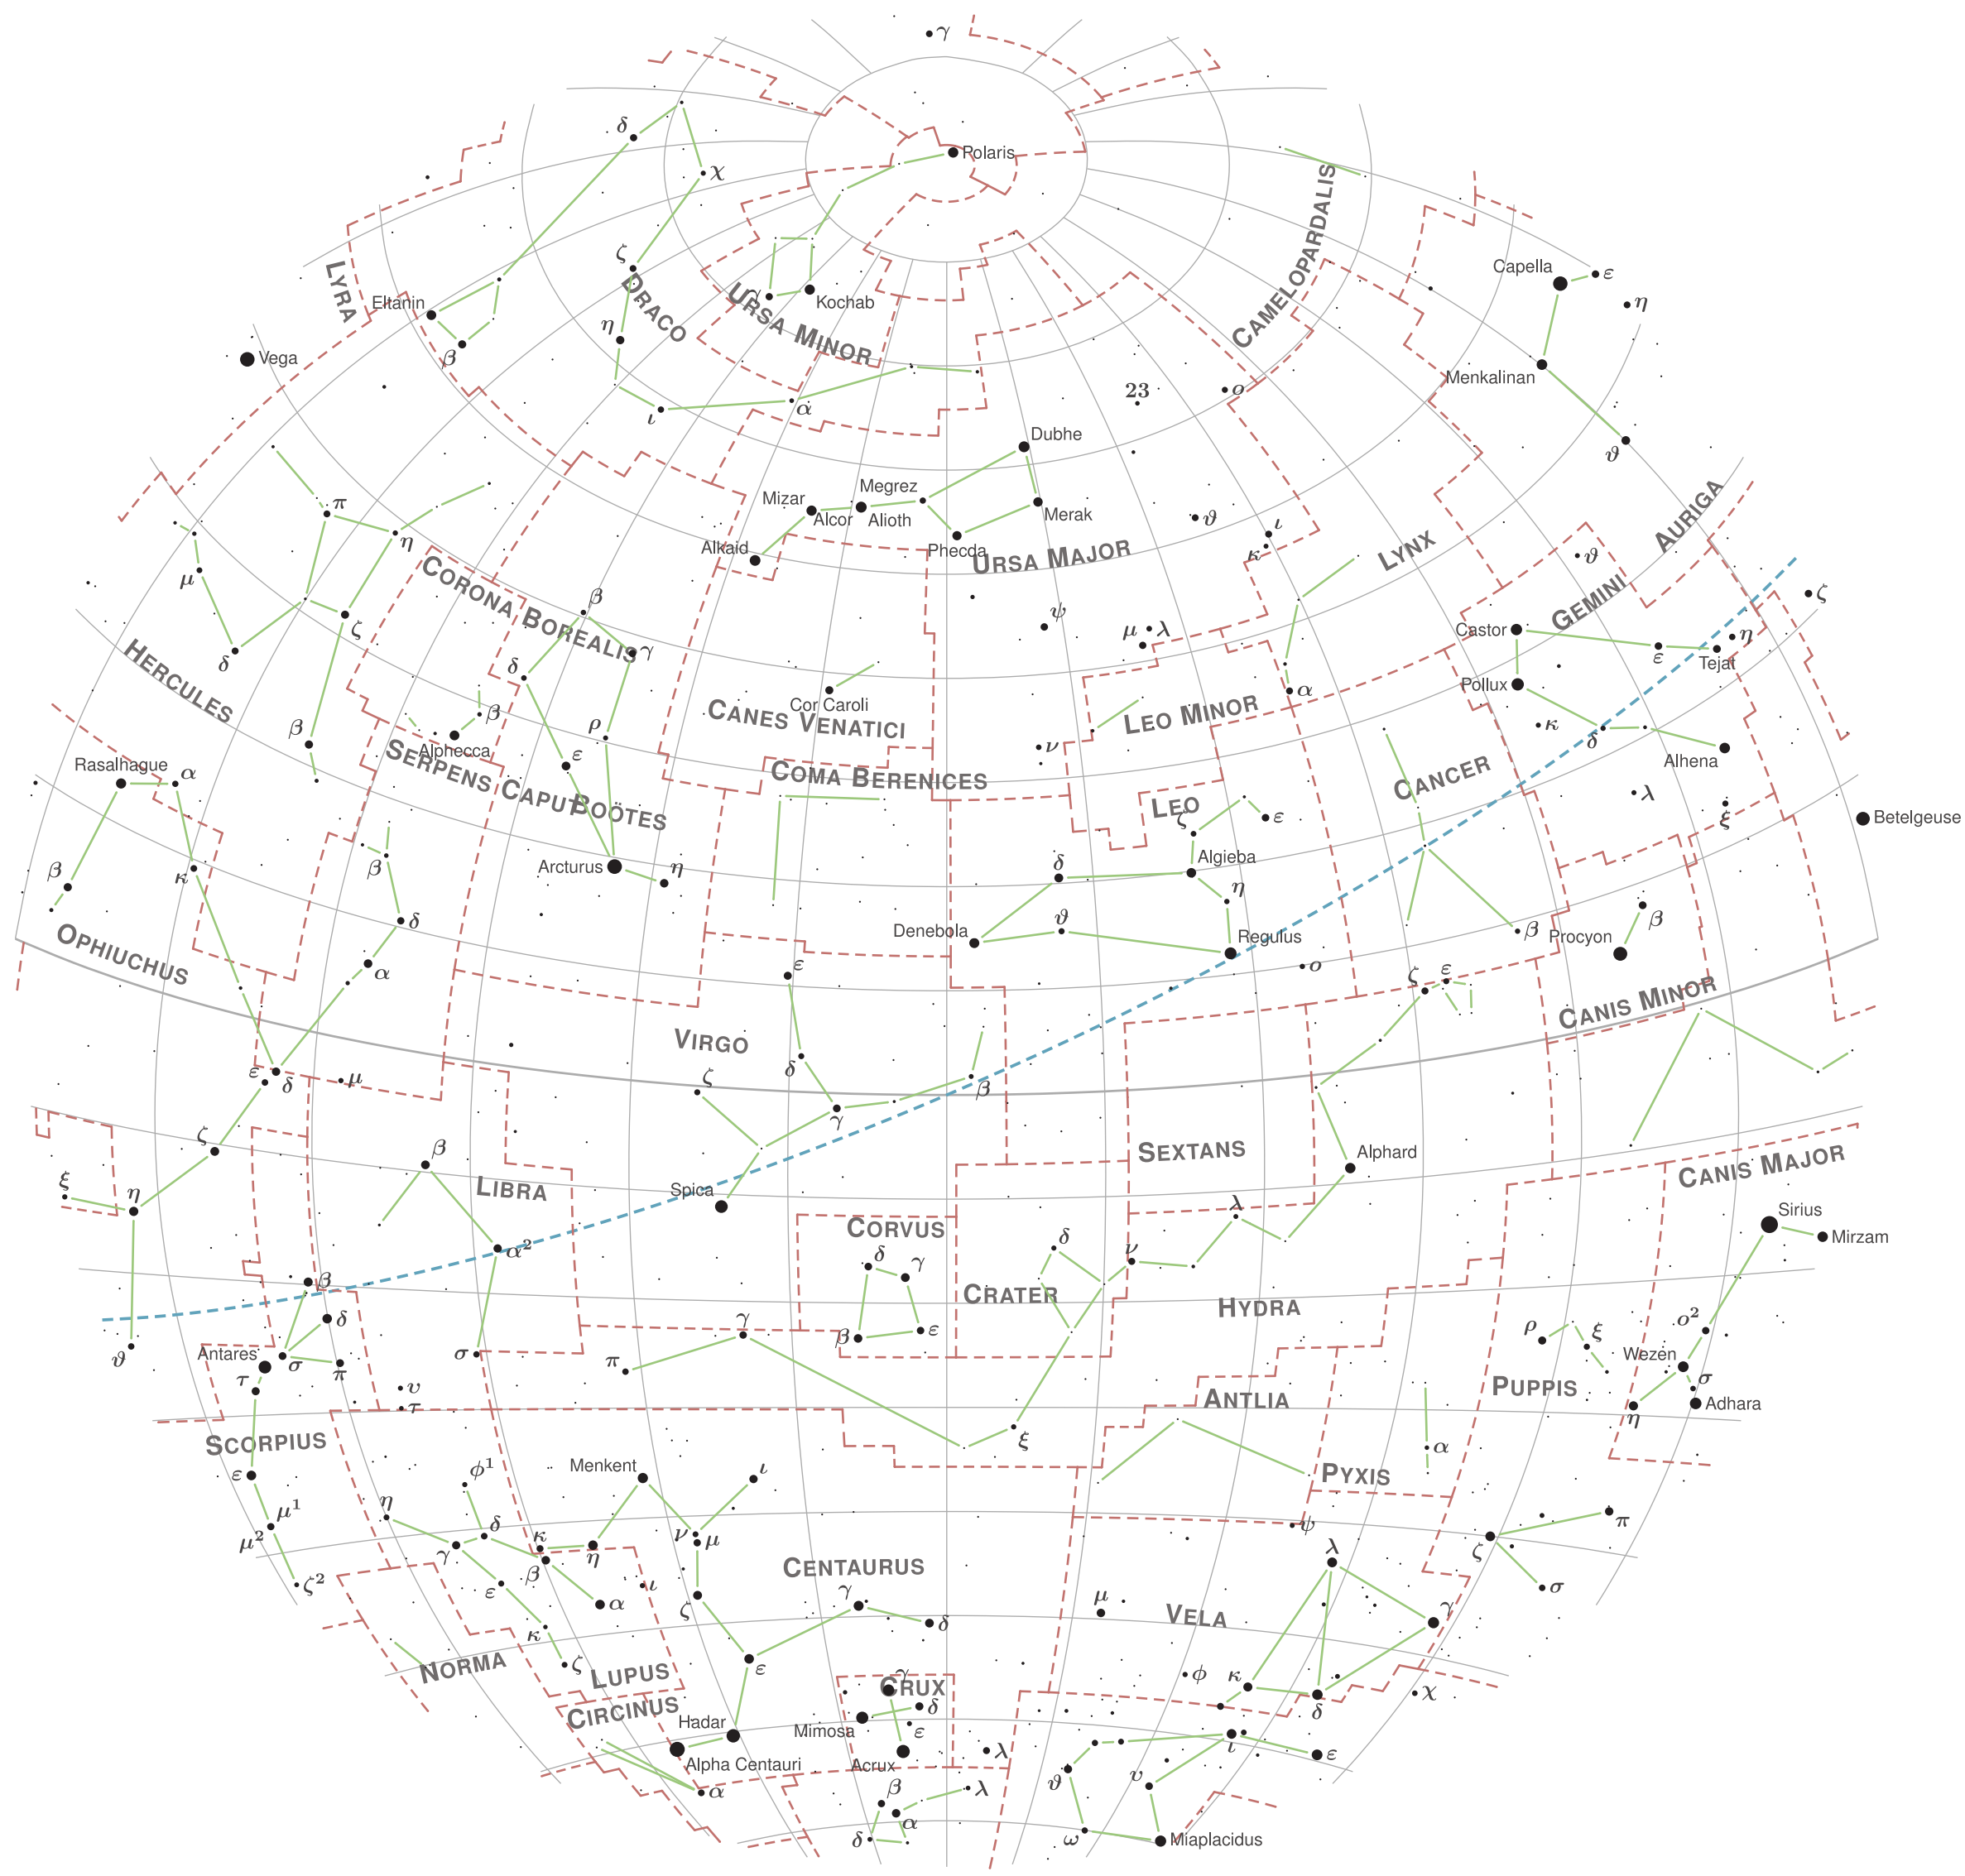 γ
δ
χ
Polaris
ζ
CAMELOPARDALIS
LYRA
DRACO
URSA MINOR
Capella
ε
η
Eltanin
γ
Kochab
β
η
Vega
Menkalinan
ι
α
23
ο
ϑ
Dubhe
π
η
Mizar
Megrez
Alcor
Alioth
Merak
ϑ
ι
κ
Alkaid
Phecda
URSA MAJOR
LYNX
AURIGA
ϑ
GEMINI
μ
CORONA BOREALIS
β
ζ
ψ
μ
λ
Castor
ζ
η
ε
Tejat
δ
γ
δ
HERCULES
Cor Caroli
CANES VENATICI
α
Pollux
LEO MINOR
β
β
Alphecca
ρ
ν
κ
δ
Alhena
SERPENS CAPUT
ε
BOÖTES
COMA BERENICES
CANCER
Rasalhague
α
LEO
λ
ξ
Betelgeuse
ζ
ε
β
κ
β
Arcturus
η
δ
Algieba
η
δ
Denebola
ϑ
Regulus
β
Procyon
β
OPHIUCHUS
α
ε
ο
ζ
ε
CANIS MINOR
VIRGO
ε
δ
μ
ζ
δ
γ
β
ζ
β
SEXTANS
Alphard
CANIS MAJOR
ξ
η
LIBRA
Spica
λ
Sirius
Mirzam
α²
CORVUS
δ
γ
δ
ν
β
CRATER
HYDRA
δ
γ
β
ε
ρ
ξ
ο²
ϑ
Antares
σ
π
σ
π
Wezen
τ
υ
τ
PUPPIS
σ
Adhara
η
ANTLIA
SCORPIUS
ξ
α
ε
ϕ¹
Menkent
ι
PYXIS
μ¹
μ²
η
δ
κ
ν
μ
ψ
π
γ
β
η
λ
ζ
ζ²
ε
α
ι
ζ
CENTAURUS
γ
δ
μ
VELA
γ
σ
κ
NORMA
ζ
LUPUS
ε
γ
CRUX
ϕ
κ
δ
χ
CIRCINUS
Hadar
Mimosa
δ
ε
Alpha Centauri
Acrux
λ
ι
ε
α
β
α
λ
ϑ
υ
δ
ω
Miaplacidus